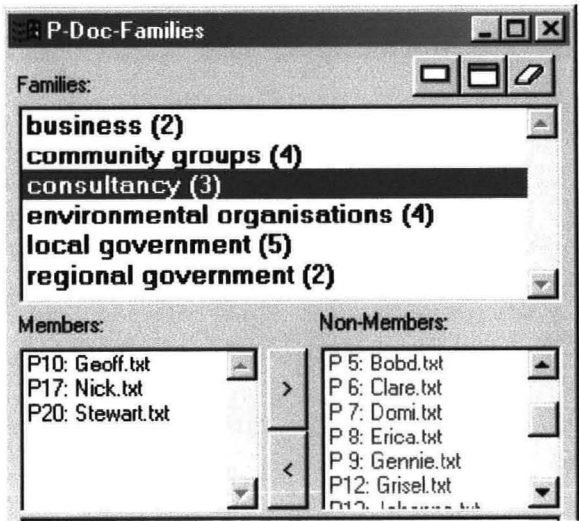 P-Doc-Families
Families:
business (2)
community groups (4)
consultancy (3)
environmental organisations (4)
local government (5)
regional government (2)
Members:
Non-Members:
P10: Geoff.txt
P17: Nick.txt
P20: Stewart.txt
>
<
P 5: Bobd.txt
P 6: Clare.txt
P 7: Domi.txt
P 8: Erica.txt
P 9: Gennie.txt
P12: Grisel.txt